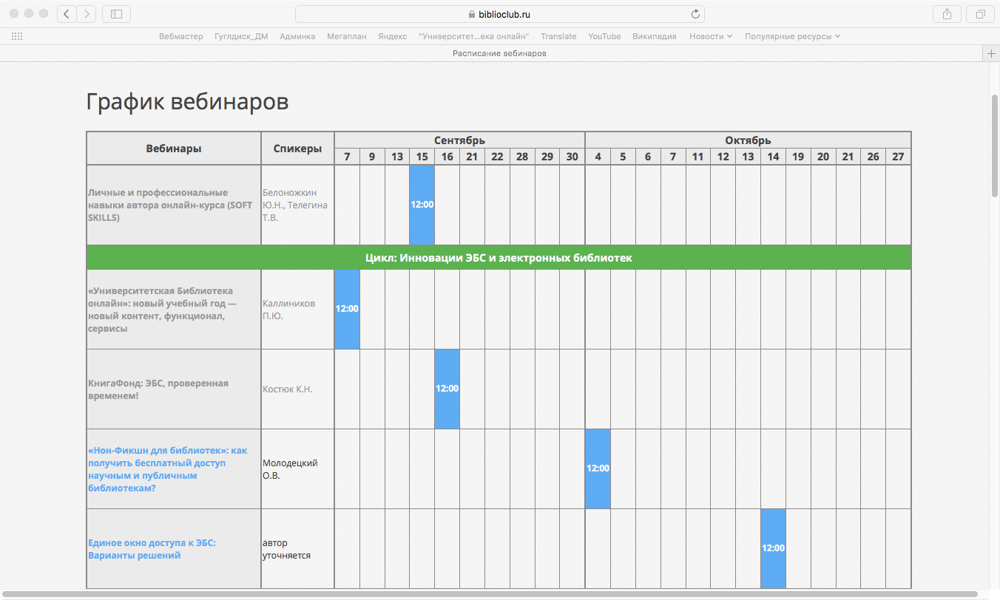 biblioclub.ru
Вебмастер Гуглдиск_ДМ Админка Мегаплан Яндекс "Университет...ека онлайн" Translate YouTube Википедия Новости Популярные ресурсы
Расписание вебинаров
График вебинаров
Вебинары Спикеры Сентябрь Октябрь
7 9 13 15 16 21 22 28 29 30 4 5 6 7 11 12 13 14 19 20 21 26 27
Личные и профессиональные
навыки автора онлайн-курса (SOFT
SKILLS)
Белоножкин
Ю.Н., Телегина
Т.В.
12:00
Цикл: Инновации ЭБС и электронных библиотек
«Университетская Библиотека
онлайн»: новый учебный год —
новый контент, функционал,
сервисы
Каллиников
П.Ю.
12:00
КнигаФонд: ЭБС, проверенная
временем!
Костюк К.Н.
12:00
«Нон-Фикшн для библиотек»: как
получить бесплатный доступ
научным и публичным
библиотекам?
Молодецкий
О.В.
12:00
Единое окно доступа к ЭБС:
Варианты решений
автор
уточняется
12:00